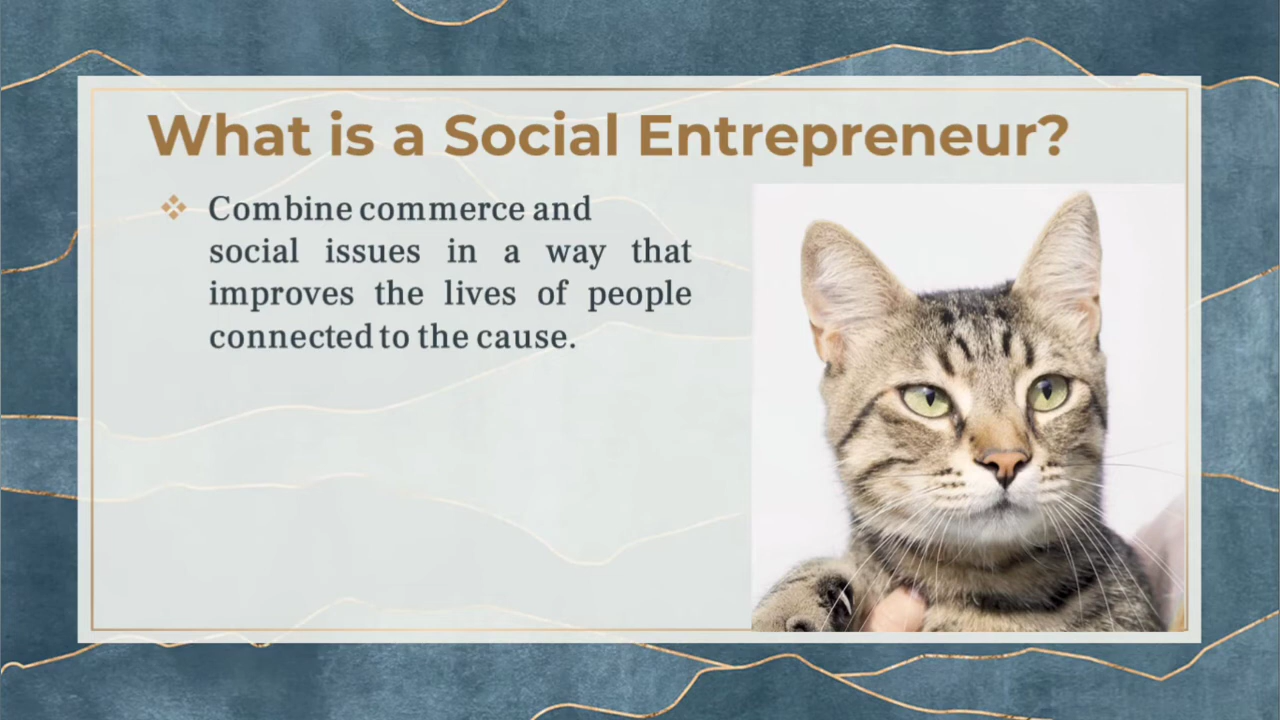 What is a Social Entrepreneur?
Combine commerce and
social issues in a way that
improves the lives of people
connected to the cause.